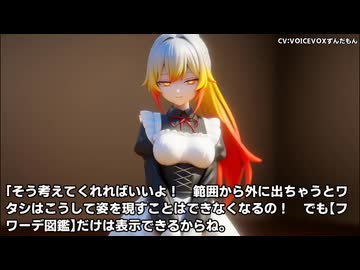 CV:VOICEVOXずんだもん
「そう考えてくれればいいよ！　範囲から外に出ちゃうとワ
タシはこうして姿を現すことはできなくなるの！　でも【フ
ワーデ図鑑】だけは表示できるからね。